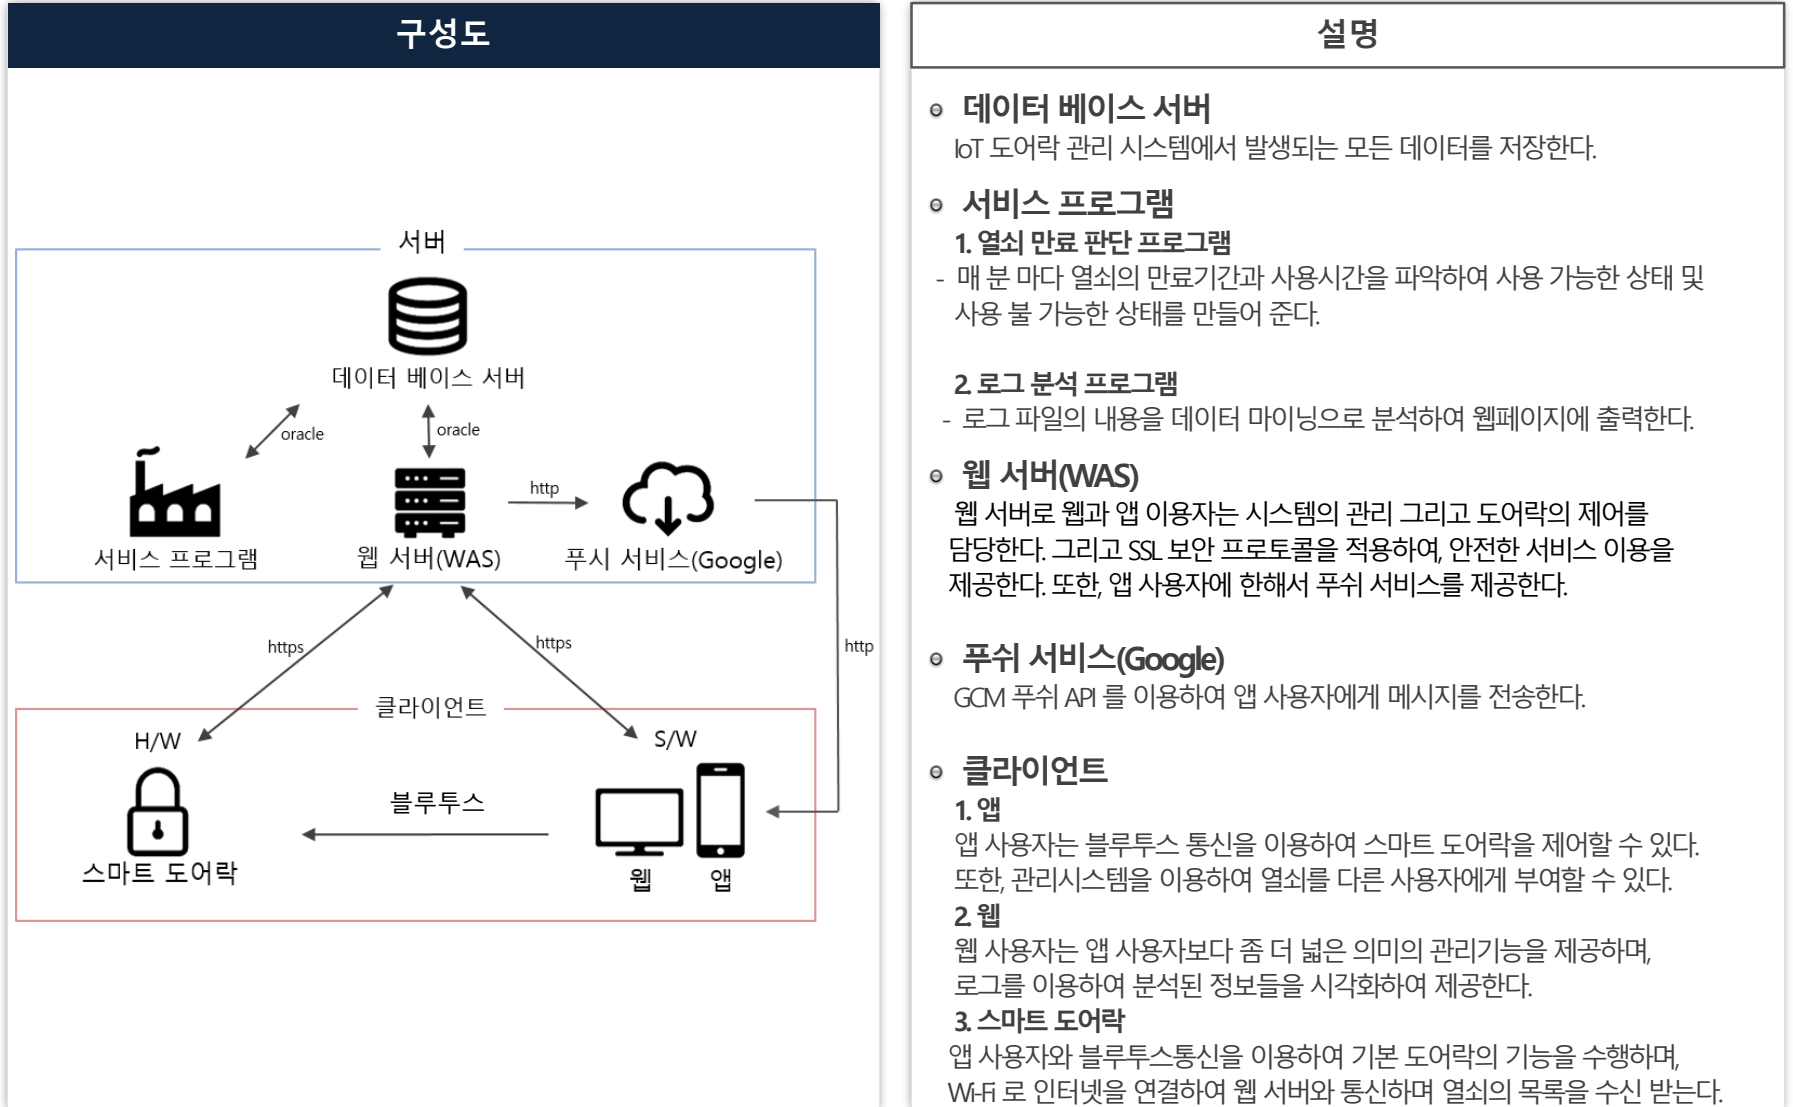 구성도
서버
데이터 베이스 서버
oracle
oracle
http
서비스 프로그램
웹 서버(WAS)
푸시 서비스(Google)
https
https
http
클라이언트
H/W
S/W
블루투스
스마트 도어락
웹
앱
설명
데이터 베이스 서버
IoT 도어락 관리 시스템에서 발생되는 모든 데이터를 저장한다.
서비스 프로그램
1. 열쇠 만료 판단 프로그램
- 매 분 마다 열쇠의 만료기간과 사용시간을 파악하여 사용 가능한 상태 및
사용 불 가능한 상태를 만들어 준다.
2. 로그 분석 프로그램
- 로그 파일의 내용을 데이터 마이닝으로 분석하여 웹페이지에 출력한다.
웹 서버(WAS)
웹 서버로 웹과 앱 이용자는 시스템의 관리 그리고 도어락의 제어를
담당한다. 그리고 SSL 보안 프로토콜을 적용하여, 안전한 서비스 이용을
제공한다. 또한, 앱 사용자에 한해서 푸쉬 서비스를 제공한다.
푸쉬 서비스(Google)
GCM 푸쉬 API 를 이용하여 앱 사용자에게 메시지를 전송한다.
클라이언트
1. 앱
앱 사용자는 블루투스 통신을 이용하여 스마트 도어락을 제어할 수 있다.
또한, 관리시스템을 이용하여 열쇠를 다른 사용자에게 부여할 수 있다.
2. 웹
웹 사용자는 앱 사용자보다 좀 더 넓은 의미의 관리기능을 제공하며,
로그를 이용하여 분석된 정보들을 시각화하여 제공한다.
3. 스마트 도어락
앱 사용자와 블루투스통신을 이용하여 기본 도어락의 기능을 수행하며,
Wi-Fi 로 인터넷을 연결하여 웹 서버와 통신하며 열쇠의 목록을 수신 받는다.